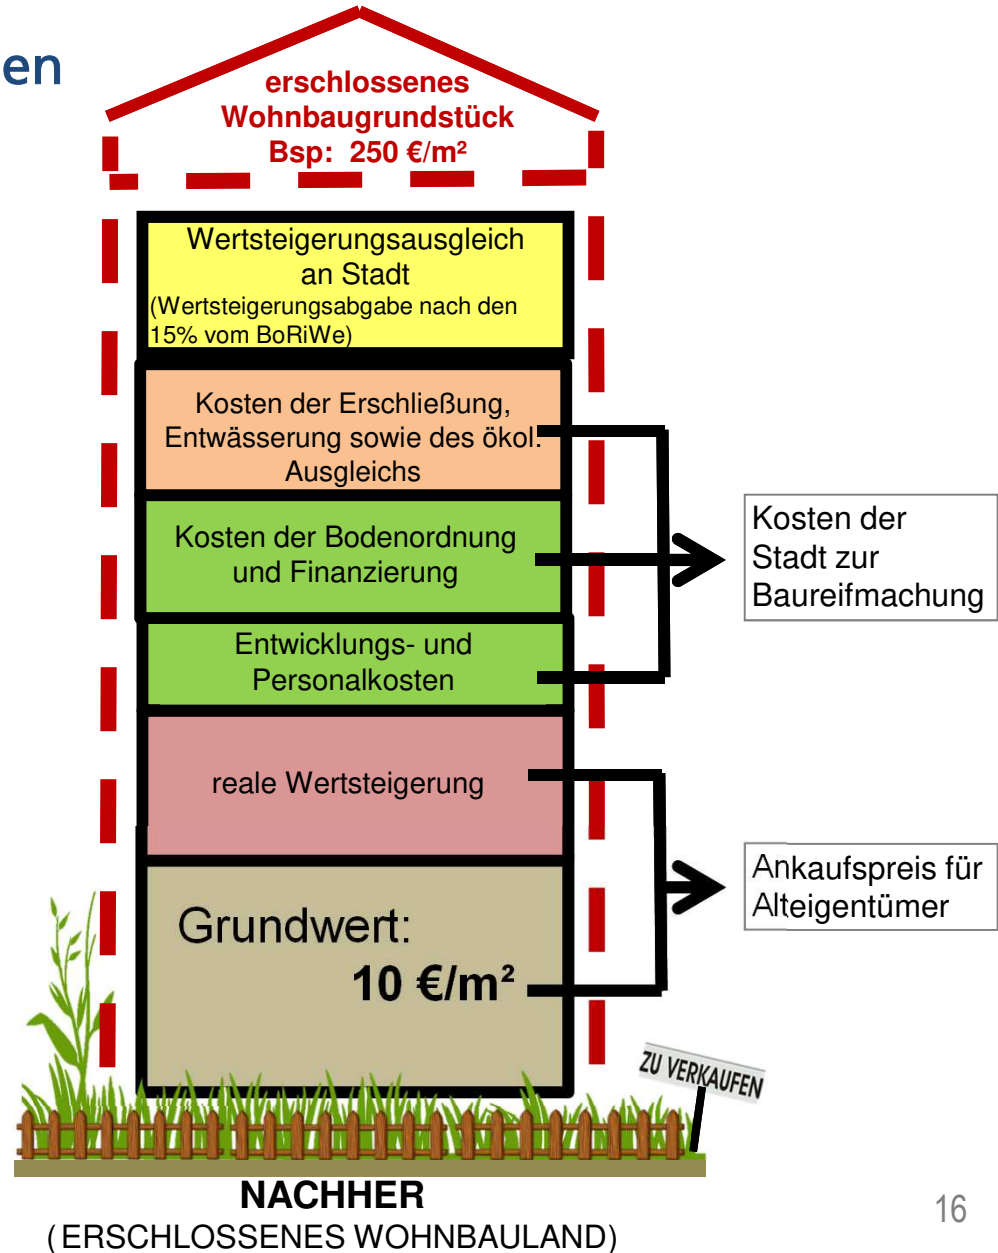 en
erschlossenes
Wohnbaugrundstück
Bsp: 250 €/m²
Wertsteigerungsausgleich
an Stadt
(Wertsteigerungsabgabe nach den
15% vom BoRiWe)
Kosten der Erschließung,
Entwässerung sowie des ökol.
Ausgleichs
Kosten der Bodenordnung
und Finanzierung
Entwicklungs- und
Personalkosten
Kosten der
Stadt zur
Baureifmachung
reale Wertsteigerung
Grundwert:
10 €/m²
Ankaufspreis für
Alteigentümer
ZU VERKAUFEN
NACHHER
(ERSCHLOSSENES WOHNBAULAND)
16